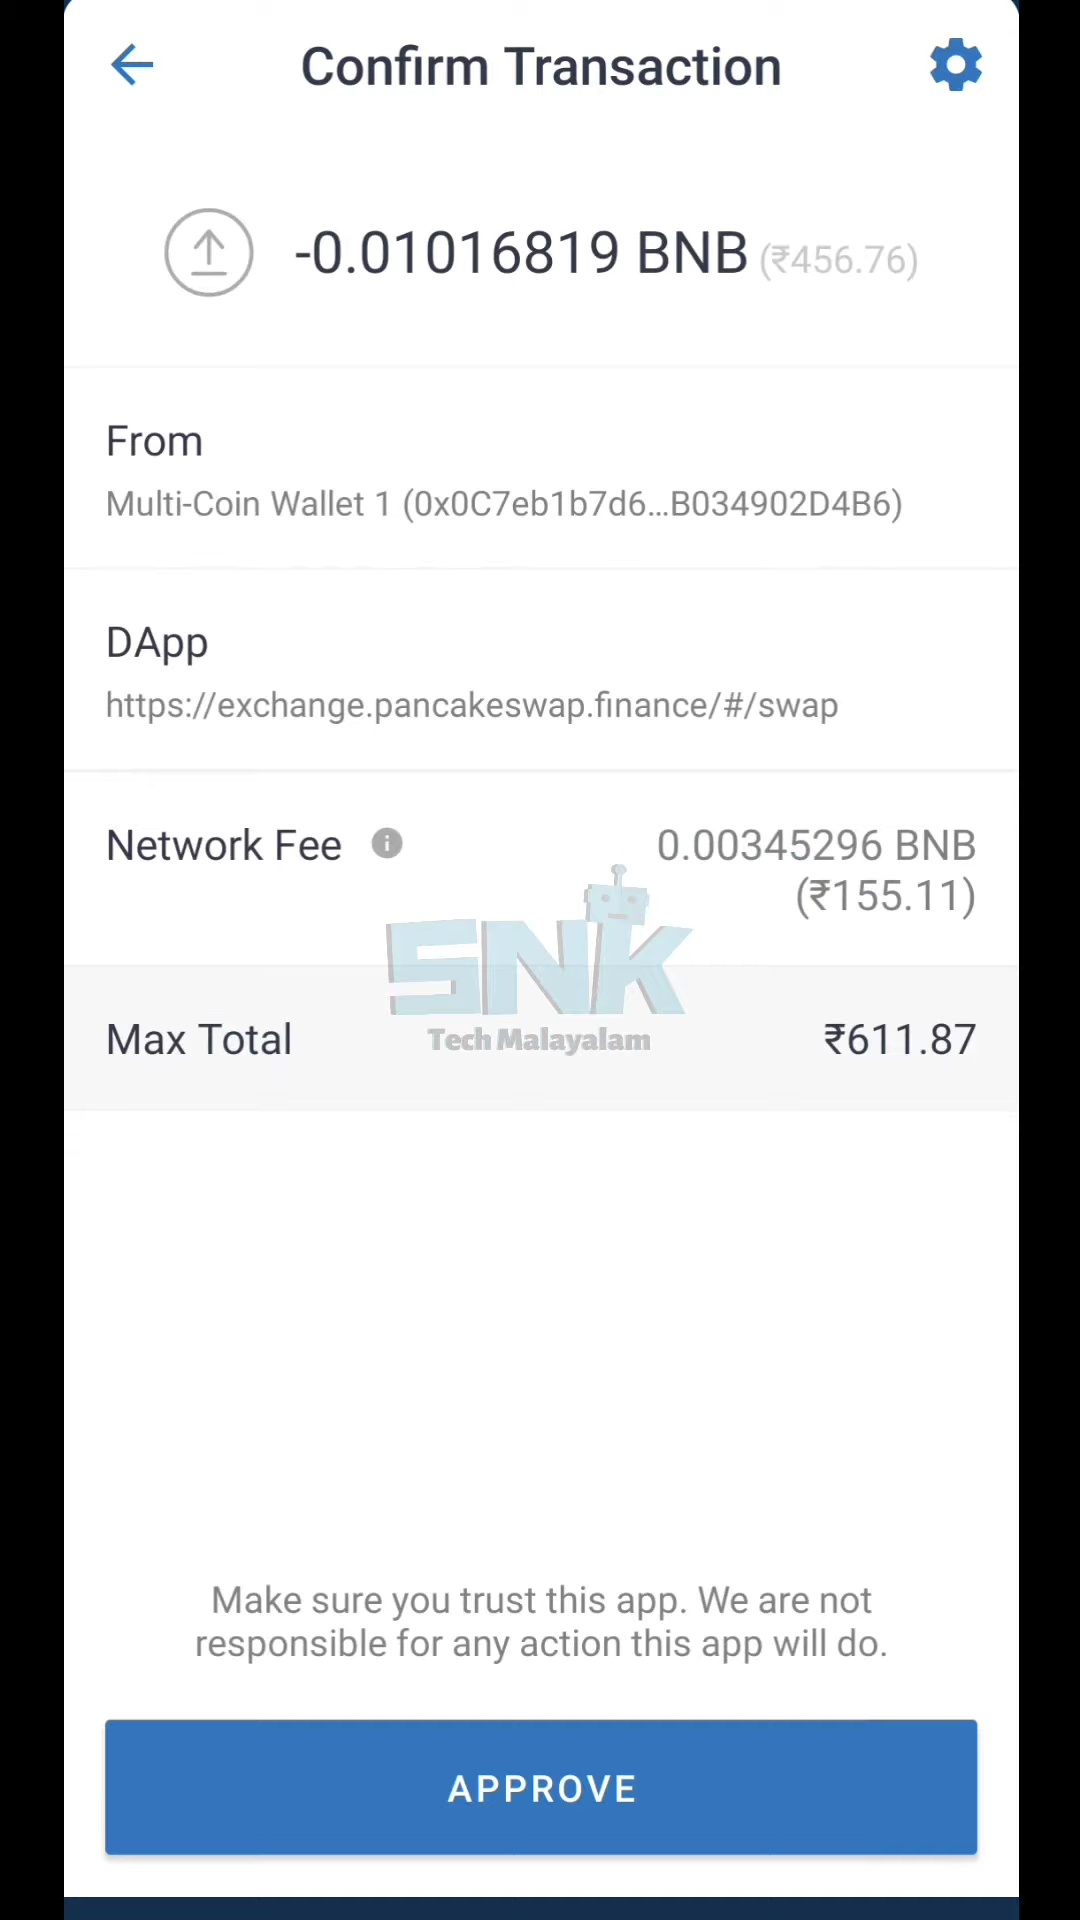 Confirm Transaction
-0.01016819 BNB (₹456.76)
From
Multi-Coin Wallet 1 (0x0C7eb1b7d6...B034902D4B6)
DApp
https://exchange.pancakeswap.finance/#/swap
Network Fee 0.00345296 BNB
(₹155.11)
SNK
Tech Malayalam
Max Total ₹611.87
Make sure you trust this app. We are not
responsible for any action this app will do.
APPROVE